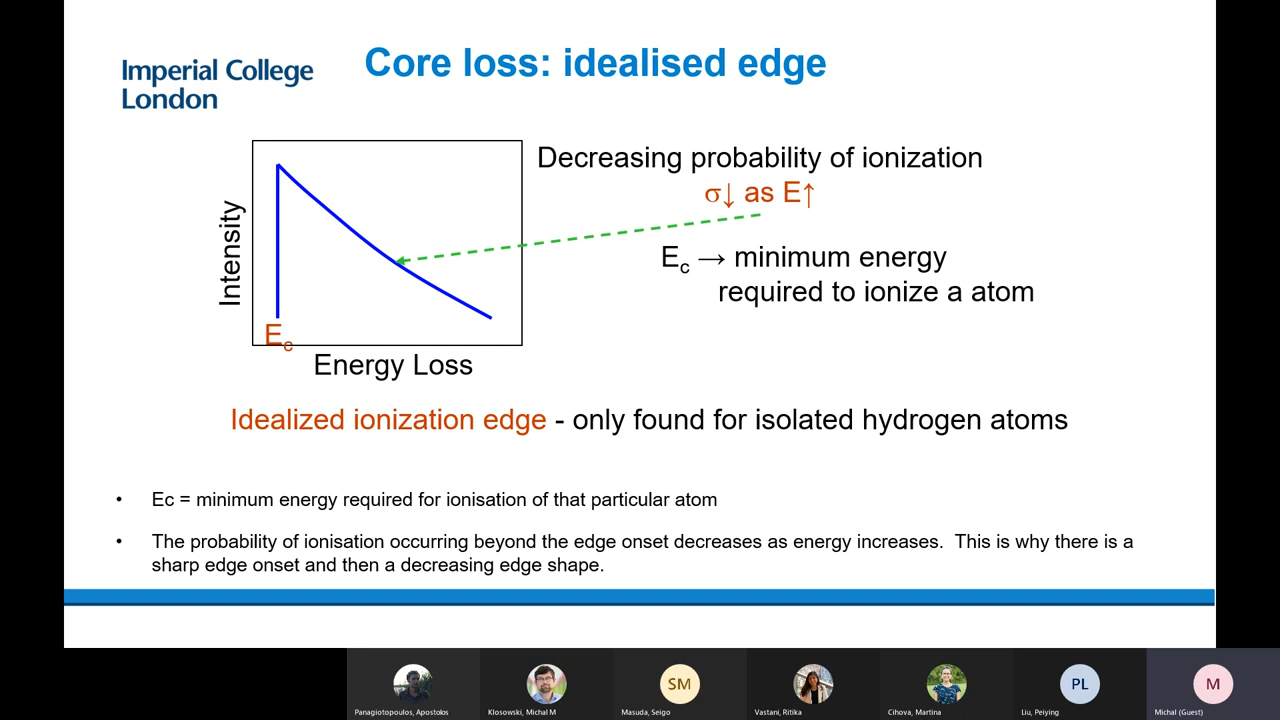 Imperial College
London
Core loss: idealised edge
Decreasing probability of ionization
σ↓ as E↑
Intensity
Ec → minimum energy
required to ionize a atom
Ec
Energy Loss
Idealized ionization edge - only found for isolated hydrogen atoms
• Ec = minimum energy required for ionisation of that particular atom
• The probability of ionisation occurring beyond the edge onset decreases as energy increases. This is why there is a
sharp edge onset and then a decreasing edge shape.
SM
PL
M
Panagiotopoulos, Apostolos
Klosowski, Michal M
Masuda, Seigo
Vastani, Ritika
Cihova, Martina
Liu, Peiying
Michal (Guest)